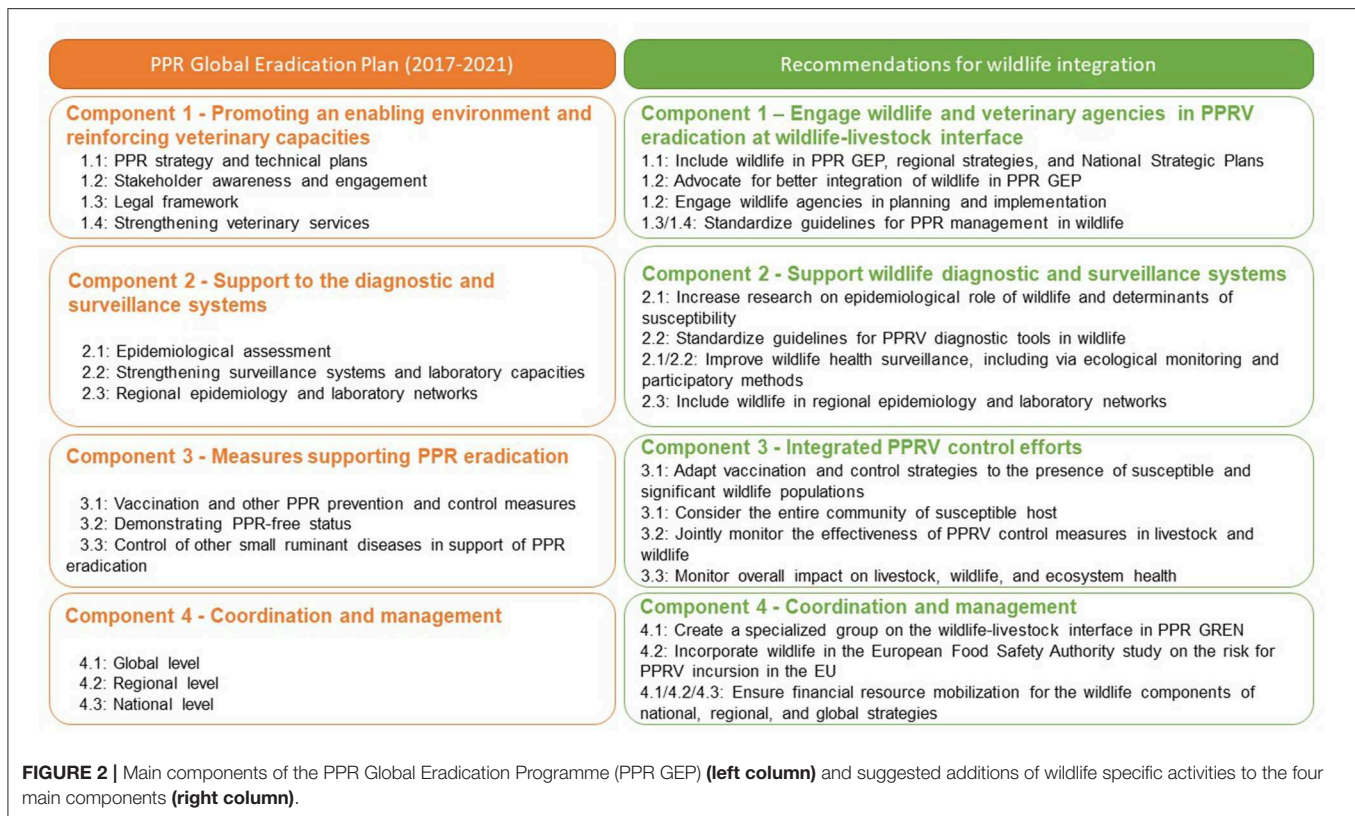 PPR Global Eradication Plan (2017-2021)
Component 1 - Promoting an enabling environment and
reinforcing veterinary capacities
1.1: PPR strategy and technical plans
1.2: Stakeholder awareness and engagement
1.3: Legal framework
1.4: Strengthening veterinary services
Component 2 - Support to the diagnostic and
surveillance systems
2.1: Epidemiological assessment
2.2: Strengthening surveillance systems and laboratory capacities
2.3: Regional epidemiology and laboratory networks
Component 3 - Measures supporting PPR eradication
3.1: Vaccination and other PPR prevention and control measures
3.2: Demonstrating PPR-free status
3.3: Control of other small ruminant diseases in support of PPR
eradication
Component 4 - Coordination and management
4.1: Global level
4.2: Regional level
4.3: National level
Recommendations for wildlife integration
Component 1 – Engage wildlife and veterinary agencies in PPRV
eradication at wildlife-livestock interface
1.1: Include wildlife in PPR GEP, regional strategies, and National Strategic Plans
1.2: Advocate for better integration of wildlife in PPR GEP
1.2: Engage wildlife agencies in planning and implementation
1.3/1.4: Standardize guidelines for PPR management in wildlife
Component 2 - Support wildlife diagnostic and surveillance systems
2.1: Increase research on epidemiological role of wildlife and determinants of
susceptibility
2.2: Standardize guidelines for PPRV diagnostic tools in wildlife
2.1/2.2: Improve wildlife health surveillance, including via ecological monitoring and
participatory methods
2.3: Include wildlife in regional epidemiology and laboratory networks
Component 3 - Integrated PPRV control efforts
3.1: Adapt vaccination and control strategies to the presence of susceptible and
significant wildlife populations
3.1: Consider the entire community of susceptible host
3.2: Jointly monitor the effectiveness of PPRV control measures in livestock and
wildlife
3.3: Monitor overall impact on livestock, wildlife, and ecosystem health
Component 4 - Coordination and management
4.1: Create a specialized group on the wildlife-livestock interface in PPR GREN
4.2: Incorporate wildlife in the European Food Safety Authority study on the risk for
PPRV incursion in the EU
4.1/4.2/4.3: Ensure financial resource mobilization for the wildlife components of
national, regional, and global strategies
FIGURE 2 | Main components of the PPR Global Eradication Programme (PPR GEP) (left column) and suggested additions of wildlife specific activities to the four
main components (right column).